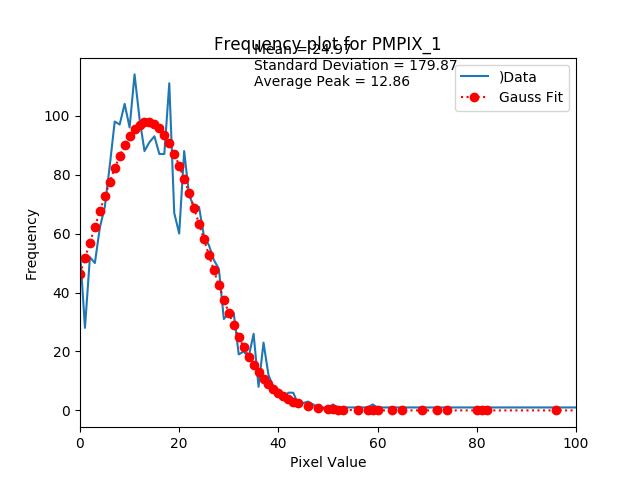 Frequency plot for PMPIX_1
Mean = 24.97
Standard Deviation = 179.87
Average Peak = 12.86
)Data
Gauss Fit
Frequency
100
80
60
40
20
0
0 20 40 60 80 100
Pixel Value